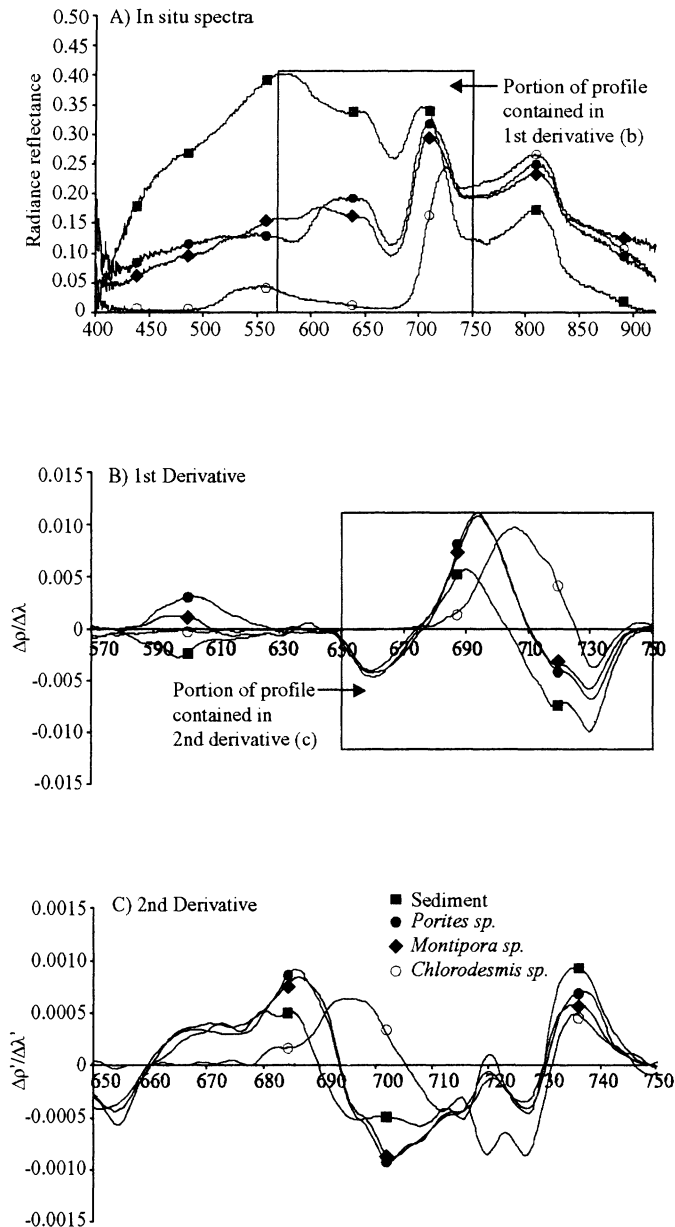 A) In situ spectra
0.50
0.45
0.40
0.35
0.30
0.25
0.20
0.15
0.10
0.05
0
Radiance reflectance
Portion of profile
contained in
1st derivative (b)
400 450 500 550 600 650 700 750 800 850 900
B) 1st Derivative
0.015
0.010
0.005
0
-0.005
-0.010
-0.015
Δρ/Δλ
570 590 610 630 650 670 690 710 730 750
Portion of profile
contained in
2nd derivative (c)
C) 2nd Derivative
0.0015
0.0010
0.0005
0
-0.0005
-0.0010
-0.0015
Δρ'/Δλ'
Sediment
Porites sp.
Montipora sp.
Chlorodesmis sp.
650 660 670 680 690 700 710 720 730 740 750